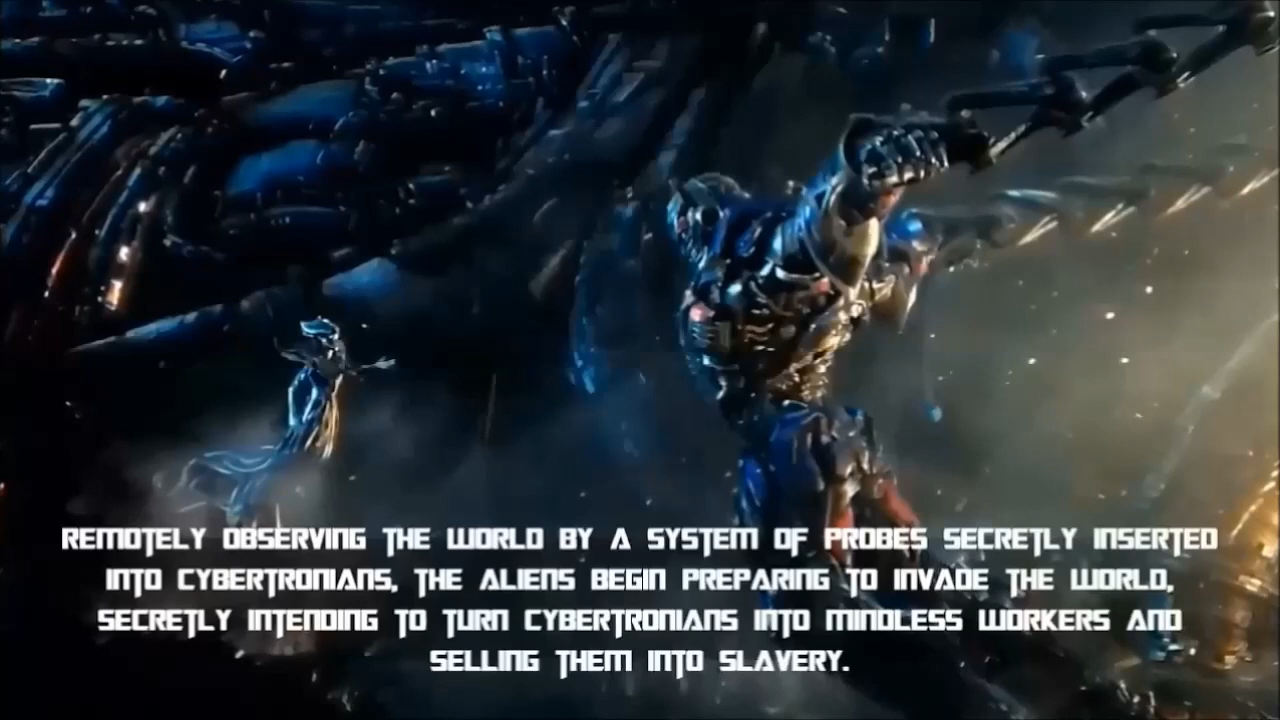 REMOTELY OBSERVING THE WORLD BY A SYSTEM OF PROBES SECRETLY INSERTED
INTO CYBERTRONIANS, THE ALIENS BEGIN PREPARING TO INVADE THE WORLD,
SECRETLY INTENDING TO TURN CYBERTRONIANS INTO MINDLESS WORKERS AND
SELLING THEM INTO SLAVERY.